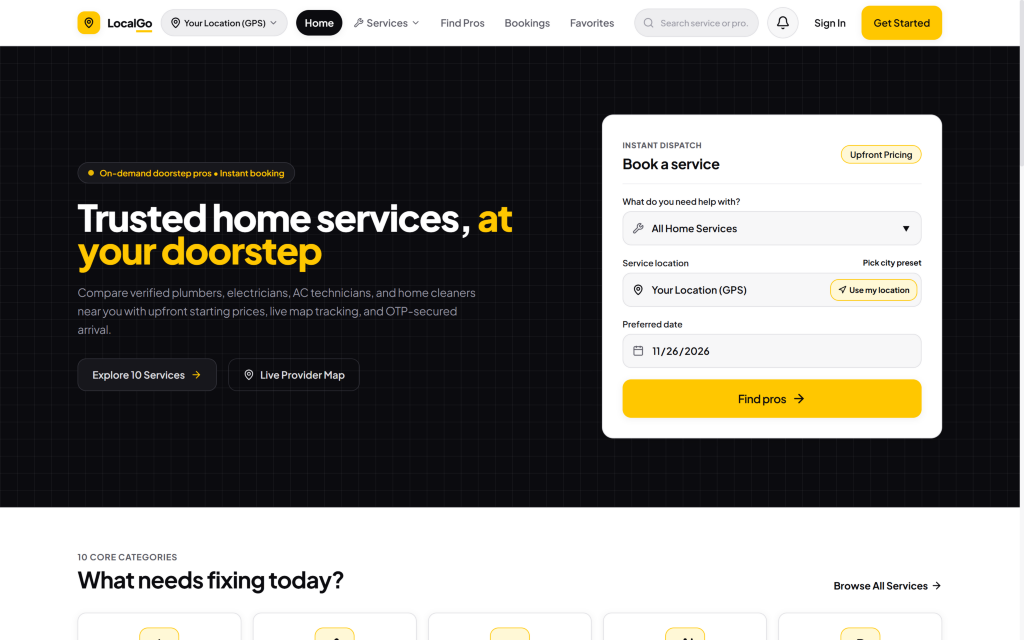 LocalGo
Your Location (GPS)
Home
Services
Find Pros
Bookings
Favorites
Search service or pro.
Sign In
Get Started
On-demand doorstep pros • Instant booking
Trusted home services, at
your doorstep
Compare verified plumbers, electricians, AC technicians, and home cleaners
near you with upfront starting prices, live map tracking, and OTP-secured
arrival.
Explore 10 Services →
Live Provider Map
INSTANT DISPATCH
Book a service
Upfront Pricing
What do you need help with?
All Home Services
Service location
Pick city preset
Your Location (GPS)
Use my location
Preferred date
11/26/2026
Find pros →
10 CORE CATEGORIES
What needs fixing today?
Browse All Services →